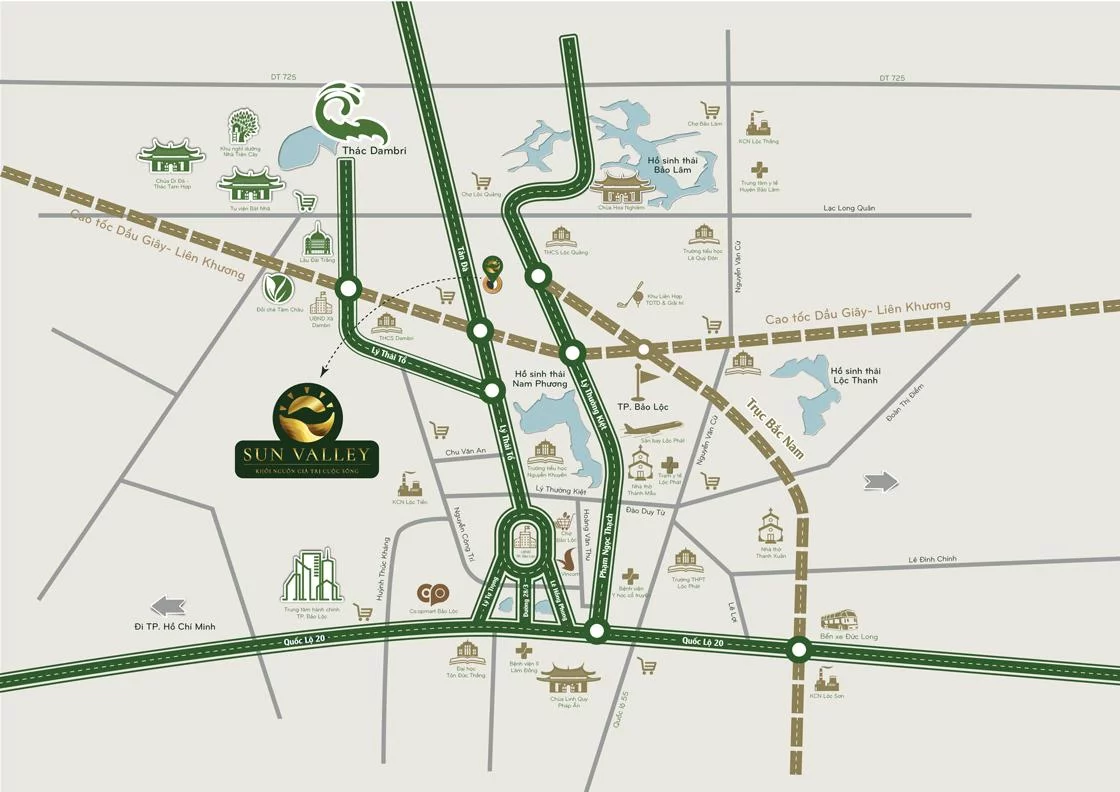 DT 725
DT 725
Thác Dambri
Khu nghỉ dưỡng
Nhà Trên Cây
Chùa Di Đà -
Thác Tam Hợp
Tu viện Bát Nhã
Chợ Lộc Quảng
Hồ sinh thái
Bảo Lâm
Chùa Hoa Nghiêm
Chợ Bảo Lâm
KCN Lộc Thắng
Trung tâm y tế
Huyện Bảo Lâm
Lạc Long Quân
Cao tốc Dầu Giây- Liên Khương
Lâu Đài Trắng
Tản Đà
THCS Lộc Quảng
Trường tiểu học
Lê Quý Đôn
Nguyễn Văn Cừ
Đồi chè Tâm Châu
UBND Xã
Dambri
THCS Dambri
Khu Liên Hợp
TDTD & Giải trí
Cao tốc Dầu Giây- Liên Khương
Lý Thái Tổ
Hồ sinh thái
Nam Phương
Lý Thường Kiệt
TP. Bảo Lộc
Hồ sinh thái
Lộc Thanh
Đoàn Thị Điểm
Trục Bắc Nam
SUN VALLEY
KHƠI NGUỒN GIÁ TRỊ CUỘC SỐNG
Chu Văn An
Lý Thái Tổ
Trường tiểu học
Nguyễn Khuyến
Sân bay Lộc Phát
Nhà thờ
Thánh Mẫu
Trạm y tế
Lộc Phát
Nguyễn Văn Cừ
KCN Lộc Tiến
Lý Thường Kiệt
Đào Duy Từ
Nguyễn Công Trứ
Huỳnh Thúc Kháng
UBND
TP. Bảo Lộc
Chợ
Bảo Lộc
Vincom
Hoàng Văn Thụ
Phạm Ngọc Thạch
Nhà thờ
Thanh Xuân
Trường THPT
Lộc Phát
Lê Đình Chinh
Trung tâm hành chính
TP. Bảo Lộc
Co.opmart Bảo Lộc
Lý Tự Trọng
Đường 28/3
Lê Hồng Phong
Bệnh viện
Y học cổ truyền
Lê Lợi
Đi TP. Hồ Chí Minh
Quốc Lộ 20
Quốc Lộ 20
Bến xe Đức Long
Đại học
Tôn Đức Thắng
Bệnh viện II
Lâm Đồng
Chùa Linh Quy
Pháp Ấn
Quốc lộ 55
KCN Lộc Sơn